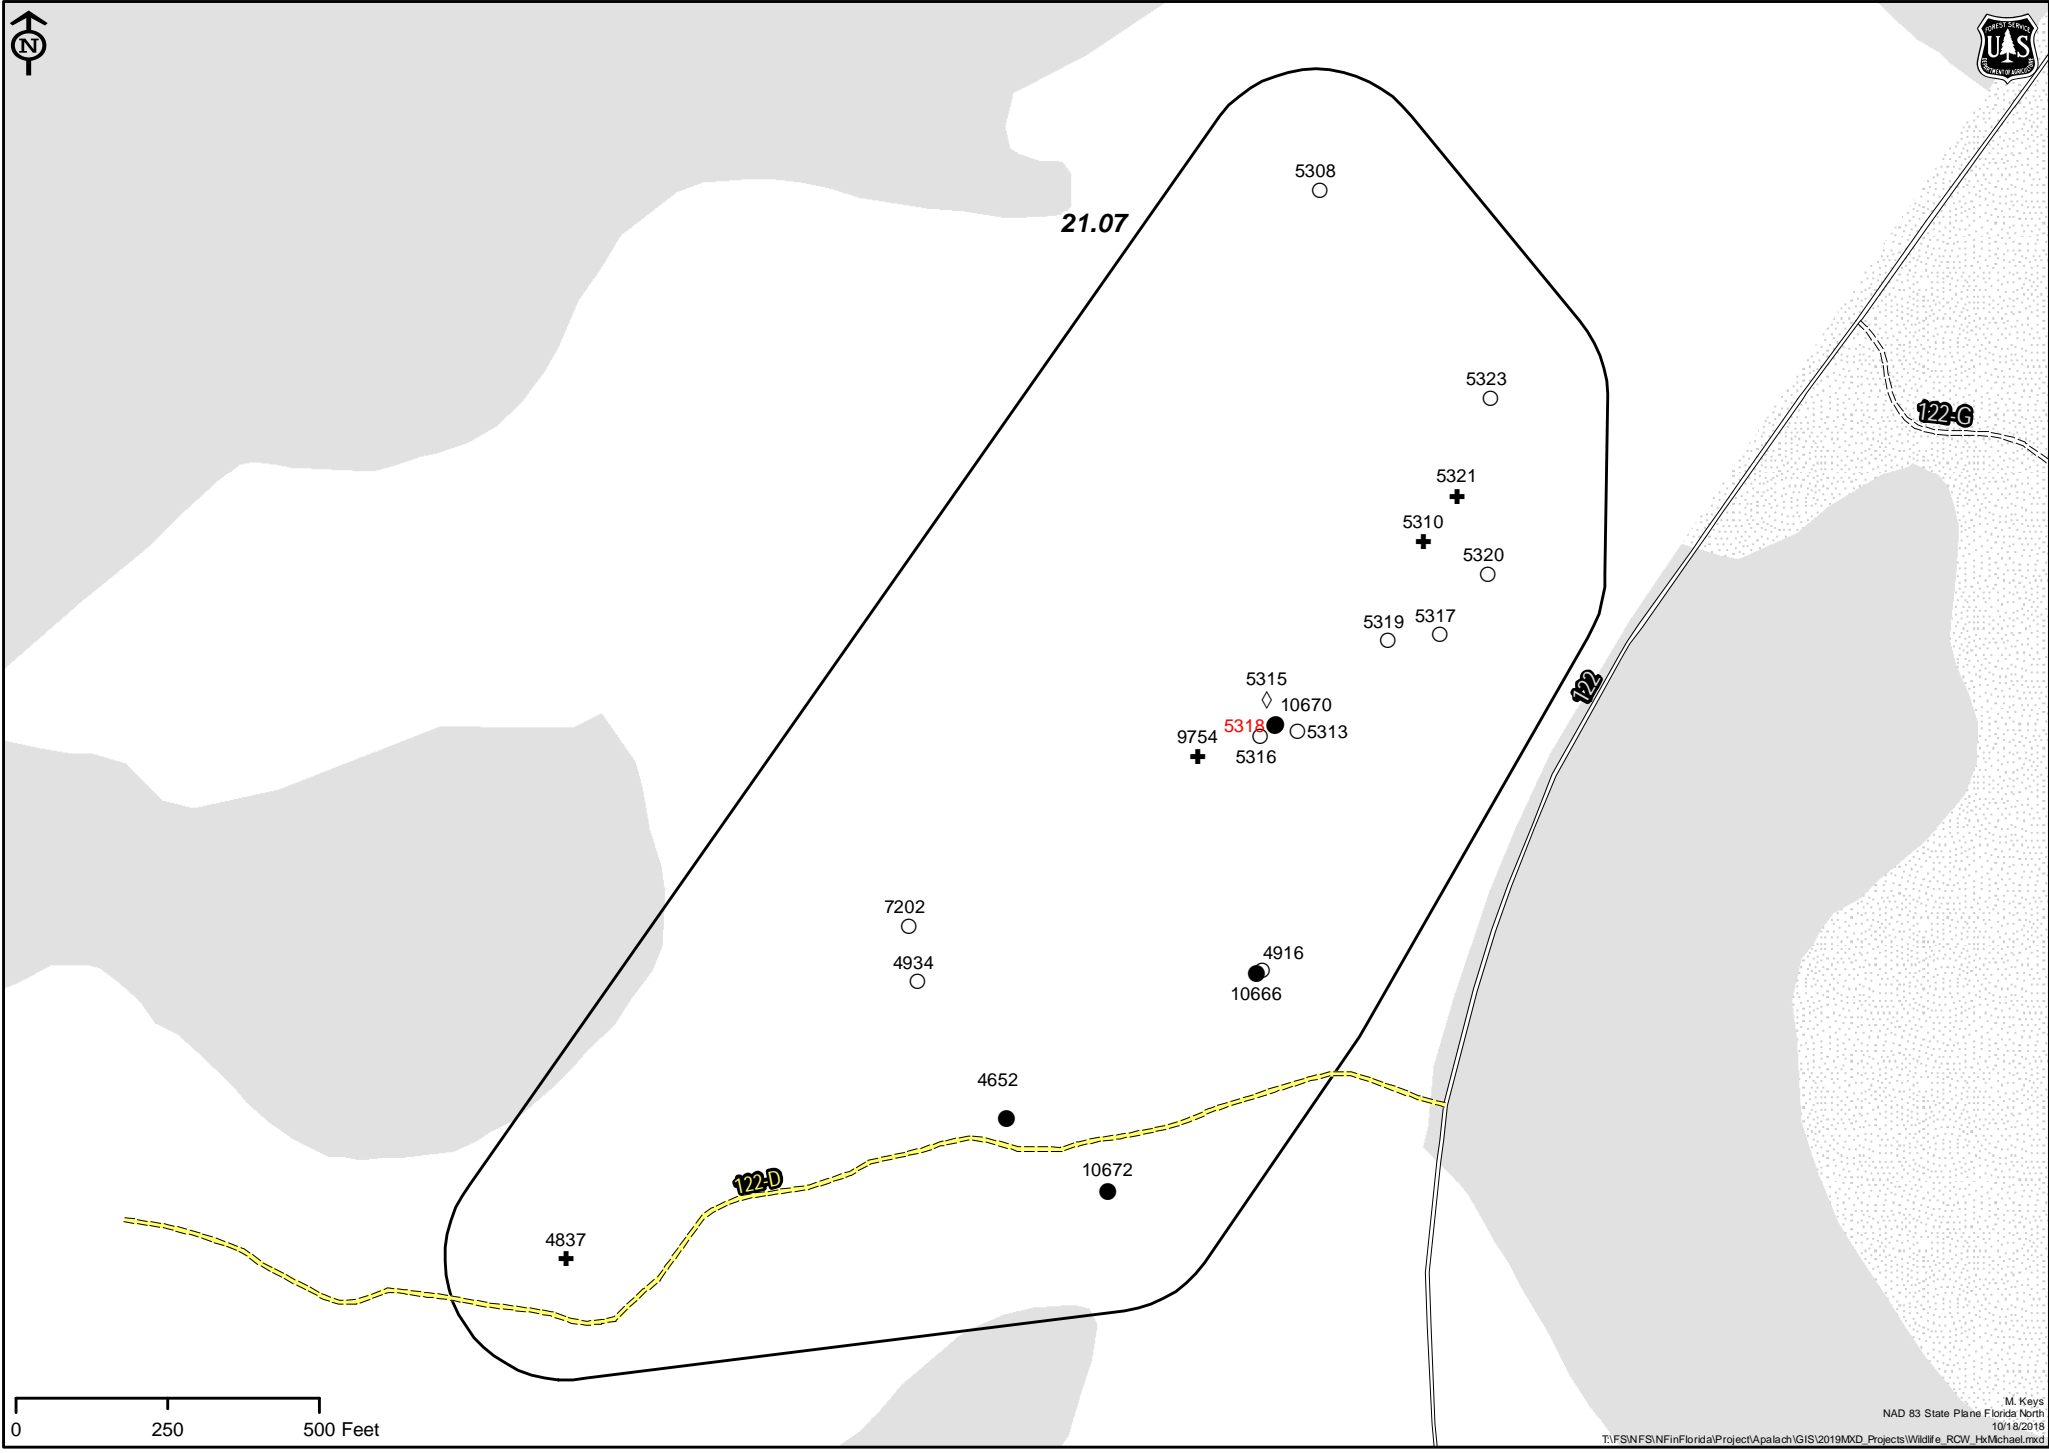 N
FOREST SERVICE
US
DEPARTMENT OF AGRICULTURE
5308
21.07
5323
122-G
5321
5310
5320
5319
5317
5315
122
10670
5318
5313
9754
5316
7202
4916
4934
10666
4652
10672
122-D
4837
0
250
500 Feet
M. Keys
NAD 83 State Plane Florida North
10/18/2018
T:\FS\NFS\NFinFlorida\Project\Apalach\GIS\2019MXD_Projects\Wildlife_RCW_HxMichael.mxd